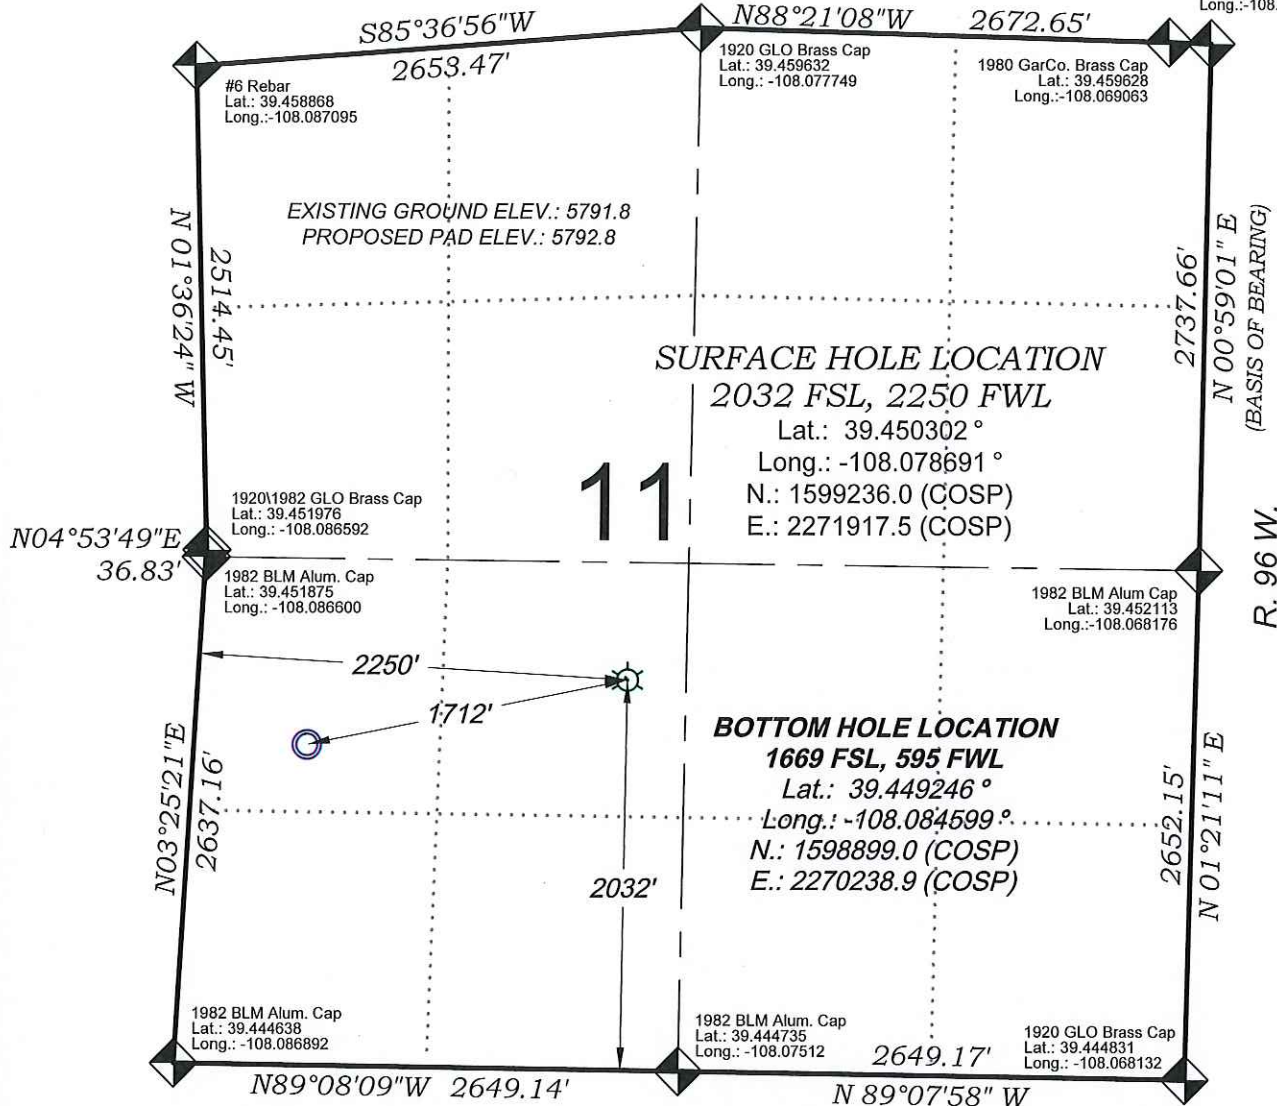 Long.:-108.
S85°36'56"W
2653.47'
N88°21'08"W 2672.65'
#6 Rebar
Lat.: 39.458868
Long.:-108.087095
1920 GLO Brass Cap
Lat.: 39.459632
Long.: -108.077749
1980 GarCo. Brass Cap
Lat.: 39.459628
Long.:-108.069063
EXISTING GROUND ELEV.: 5791.8
PROPOSED PAD ELEV.: 5792.8
N 01°36'24" W
2514.45'
2737.66'
N 00°59'01" E
(BASIS OF BEARING)
SURFACE HOLE LOCATION
2032 FSL, 2250 FWL
Lat.: 39.450302°
Long.: -108.078691°
N.: 1599236.0 (COSP)
E.: 2271917.5 (COSP)
11
1920\1982 GLO Brass Cap
Lat.: 39.451976
Long.: -108.086592
N04°53'49"E
36.83'
1982 BLM Alum. Cap
Lat.: 39.451875
Long.: -108.086600
1982 BLM Alum Cap
Lat.: 39.452113
Long.:-108.068176
R. 96 W.
2250'
1712'
BOTTOM HOLE LOCATION
1669 FSL, 595 FWL
Lat.: 39.449246°
Long.: -108.084599°
N.: 1598899.0 (COSP)
E.: 2270238.9 (COSP)
N03°25'21"E
2637.16'
2032'
2652.15'
N 01°21'11" E
1982 BLM Alum. Cap
Lat.: 39.444638
Long.: -108.086892
1982 BLM Alum. Cap
Lat.: 39.444735
Long.: -108.07512
1920 GLO Brass Cap
Lat.: 39.444831
Long.: -108.068132
N89°08'09"W 2649.14'
2649.17'
N 89°07'58" W